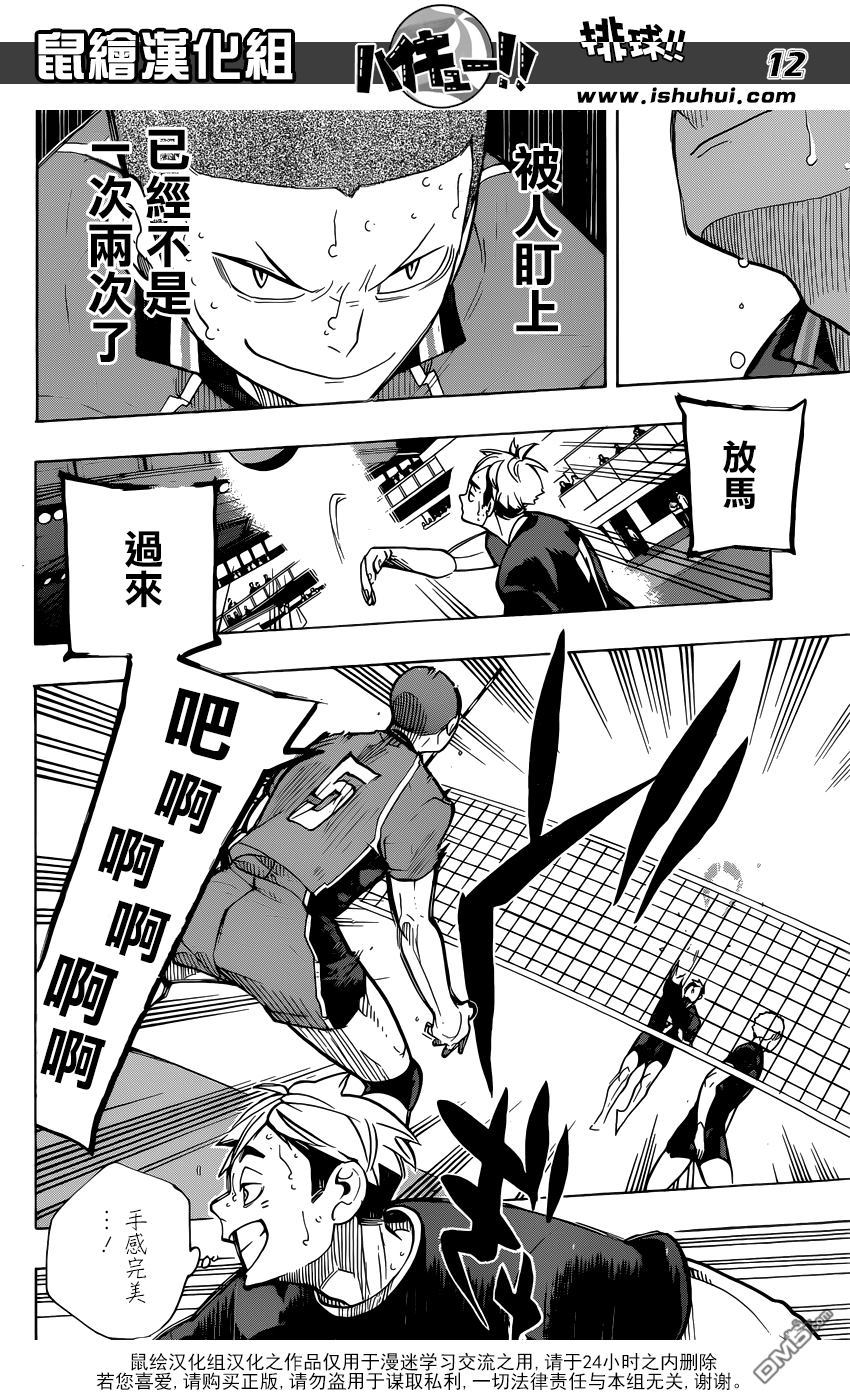 鼠繪漢化組
ハイキュー!!
排球!!
12
www.ishuhui.com
被人盯上
已經不是
一次兩次了
放馬
過來
吧啊
啊啊
啊啊
5
手感完美
…！
DM5.com
鼠绘汉化组汉化之作品仅用于漫迷学习交流之用, 请于24小时之内删除
若您喜爱, 请购买正版, 请勿盗用于谋取私利, 一切法律责任与本组无关, 谢谢.